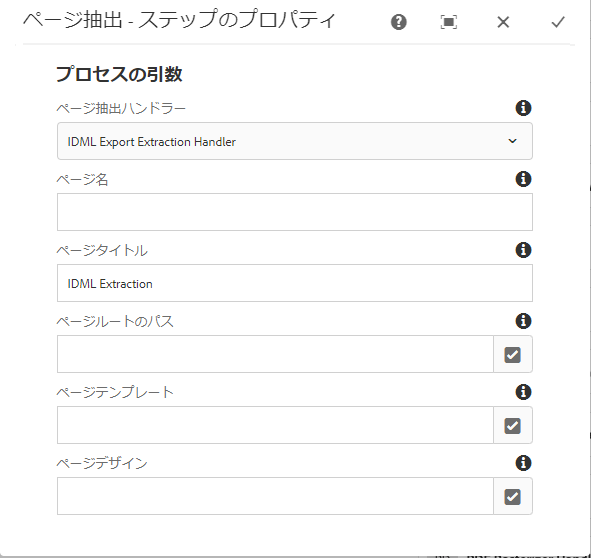 ページ抽出 - ステップのプロパティ
プロセスの引数
ページ抽出ハンドラー
IDML Export Extraction Handler
ページ名
ページタイトル
IDML Extraction
ページルートのパス
ページテンプレート
ページデザイン